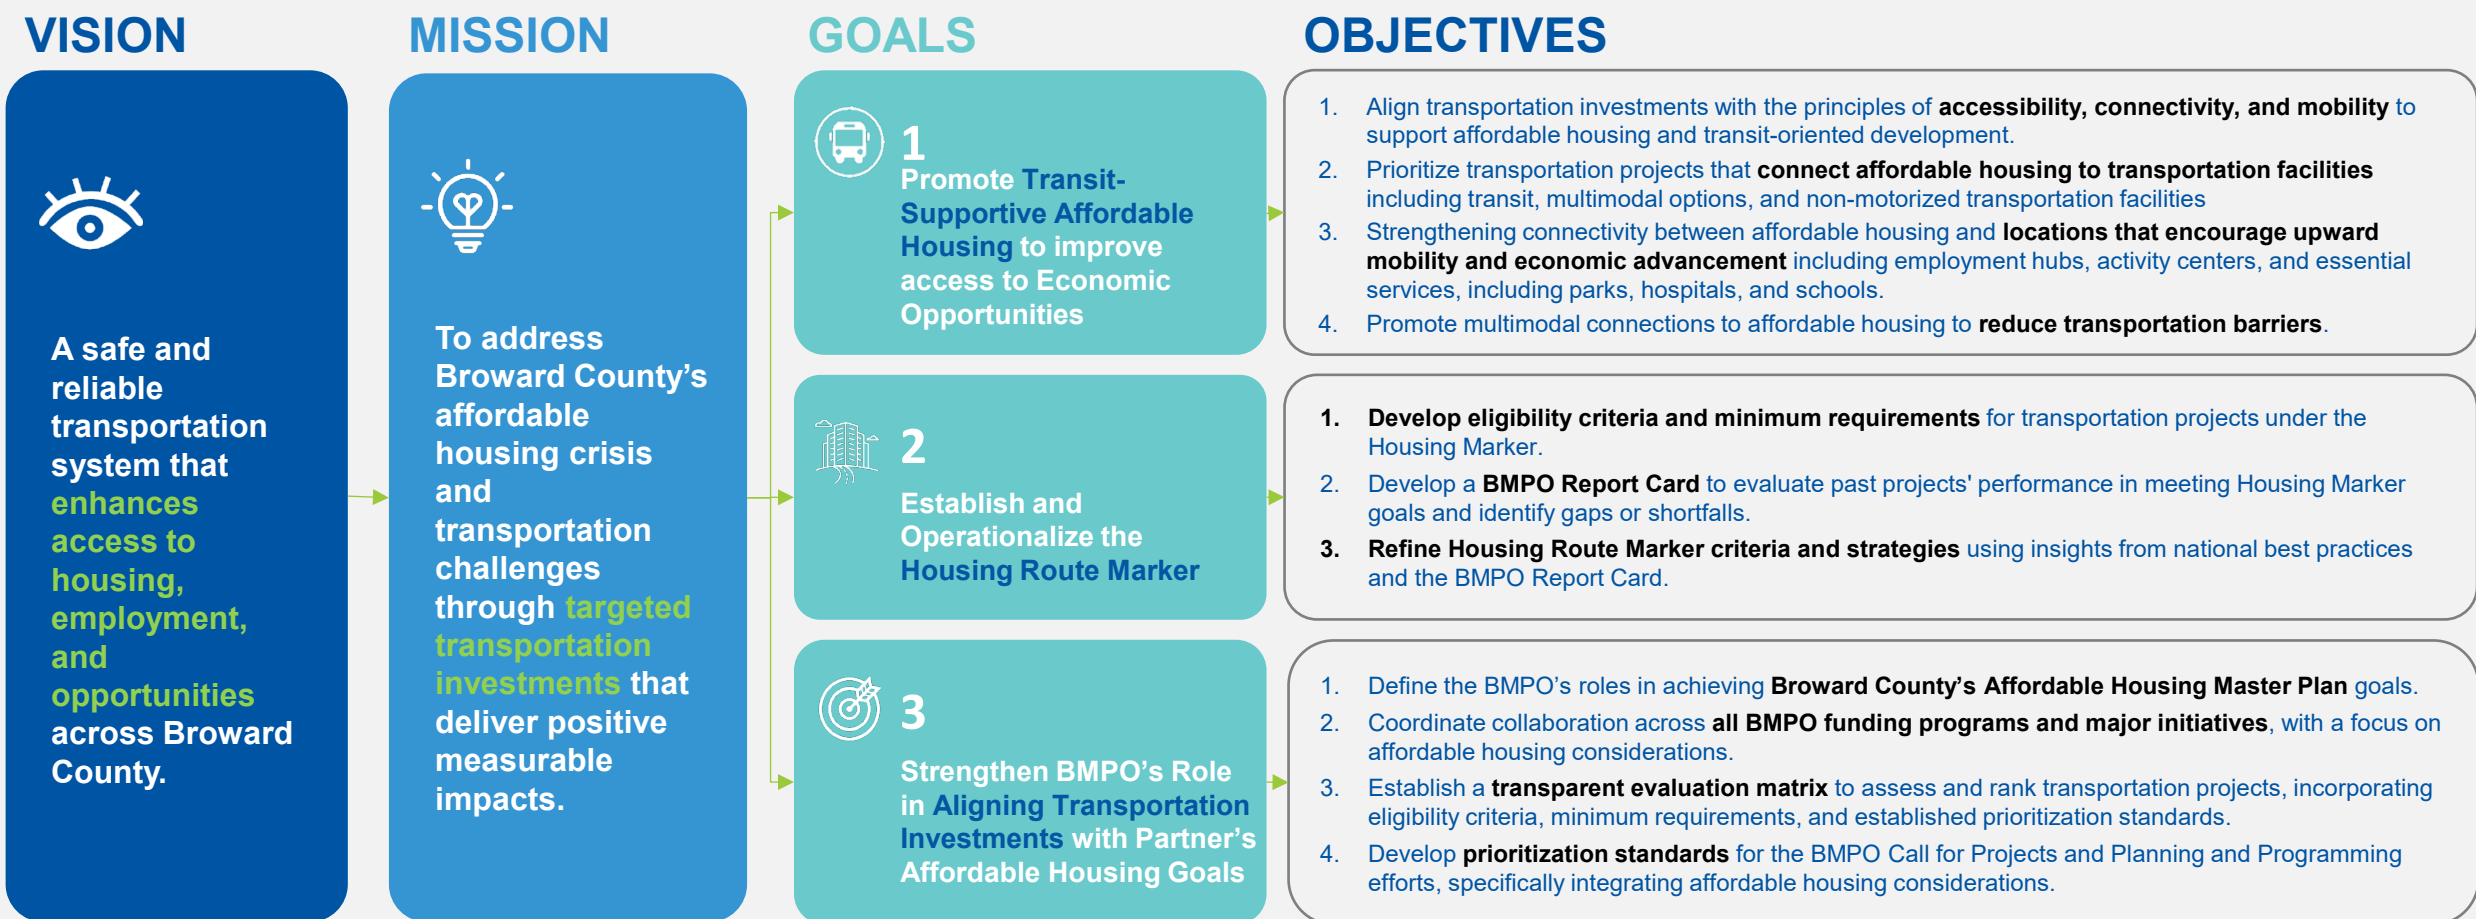 VISION
A safe and
reliable
transportation
system that
enhances
access to
housing,
employment,
and
opportunities
across Broward
County.
MISSION
To address
Broward County’s
affordable
housing crisis
and
transportation
challenges
through targeted
transportation
investments that
deliver positive
measurable
impacts.
GOALS
1
Promote Transit-
Supportive Affordable
Housing to improve
access to Economic
Opportunities
2
Establish and
Operationalize the
Housing Route Marker
3
Strengthen BMPO’s Role
in Aligning Transportation
Investments with Partner’s
Affordable Housing Goals
OBJECTIVES
1. Align transportation investments with the principles of accessibility, connectivity, and mobility to
support affordable housing and transit-oriented development.
2. Prioritize transportation projects that connect affordable housing to transportation facilities
including transit, multimodal options, and non-motorized transportation facilities
3. Strengthening connectivity between affordable housing and locations that encourage upward
mobility and economic advancement including employment hubs, activity centers, and essential
services, including parks, hospitals, and schools.
4. Promote multimodal connections to affordable housing to reduce transportation barriers.
1. Develop eligibility criteria and minimum requirements for transportation projects under the
Housing Marker.
2. Develop a BMPO Report Card to evaluate past projects' performance in meeting Housing Marker
goals and identify gaps or shortfalls.
3. Refine Housing Route Marker criteria and strategies using insights from national best practices
and the BMPO Report Card.
1. Define the BMPO’s roles in achieving Broward County’s Affordable Housing Master Plan goals.
2. Coordinate collaboration across all BMPO funding programs and major initiatives, with a focus on
affordable housing considerations.
3. Establish a transparent evaluation matrix to assess and rank transportation projects, incorporating
eligibility criteria, minimum requirements, and established prioritization standards.
4. Develop prioritization standards for the BMPO Call for Projects and Planning and Programming
efforts, specifically integrating affordable housing considerations.